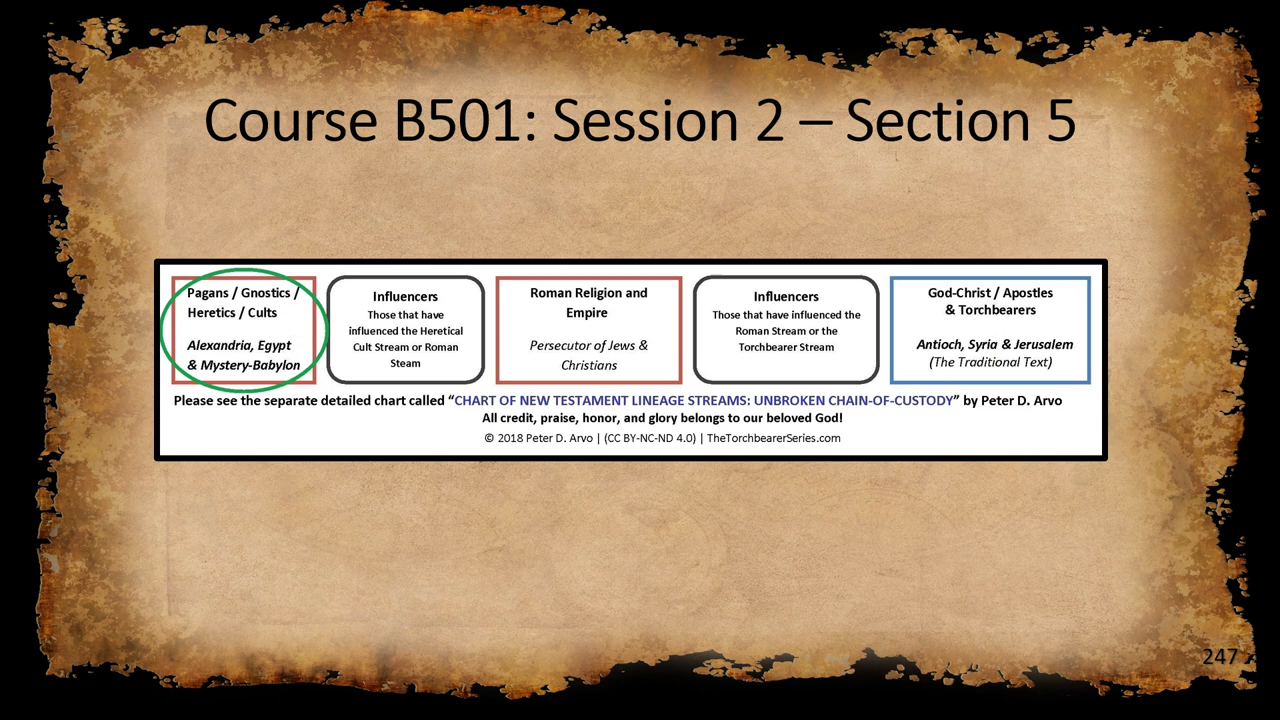 Course B501: Session 2 – Section 5
Pagans / Gnostics /
Heretics / Cults
Alexandria, Egypt
& Mystery-Babylon
Influencers
Those that have
influenced the Heretical
Cult Stream or Roman
Steam
Roman Religion and
Empire
Persecutor of Jews &
Christians
Influencers
Those that have influenced the
Roman Stream or the
Torchbearer Stream
God-Christ / Apostles
& Torchbearers
Antioch, Syria & Jerusalem
(The Traditional Text)
Please see the separate detailed chart called “CHART OF NEW TESTAMENT LINEAGE STREAMS: UNBROKEN CHAIN-OF-CUSTODY” by Peter D. Arvo
All credit, praise, honor, and glory belongs to our beloved God!
© 2018 Peter D. Arvo | (CC BY-NC-ND 4.0) | TheTorchbearerSeries.com
247